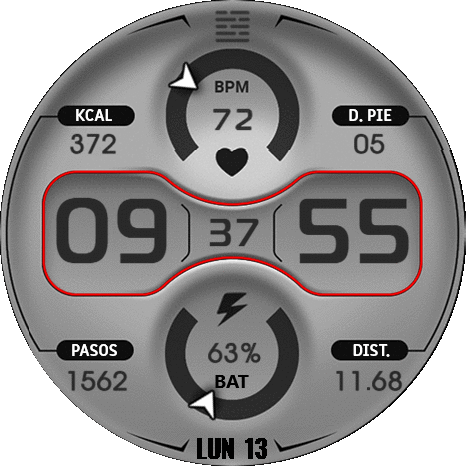 BPM
72
KCAL
372
D. PIE
05
09 37 55
63%
BAT
PASOS
1562
DIST.
11.68
LUN 13